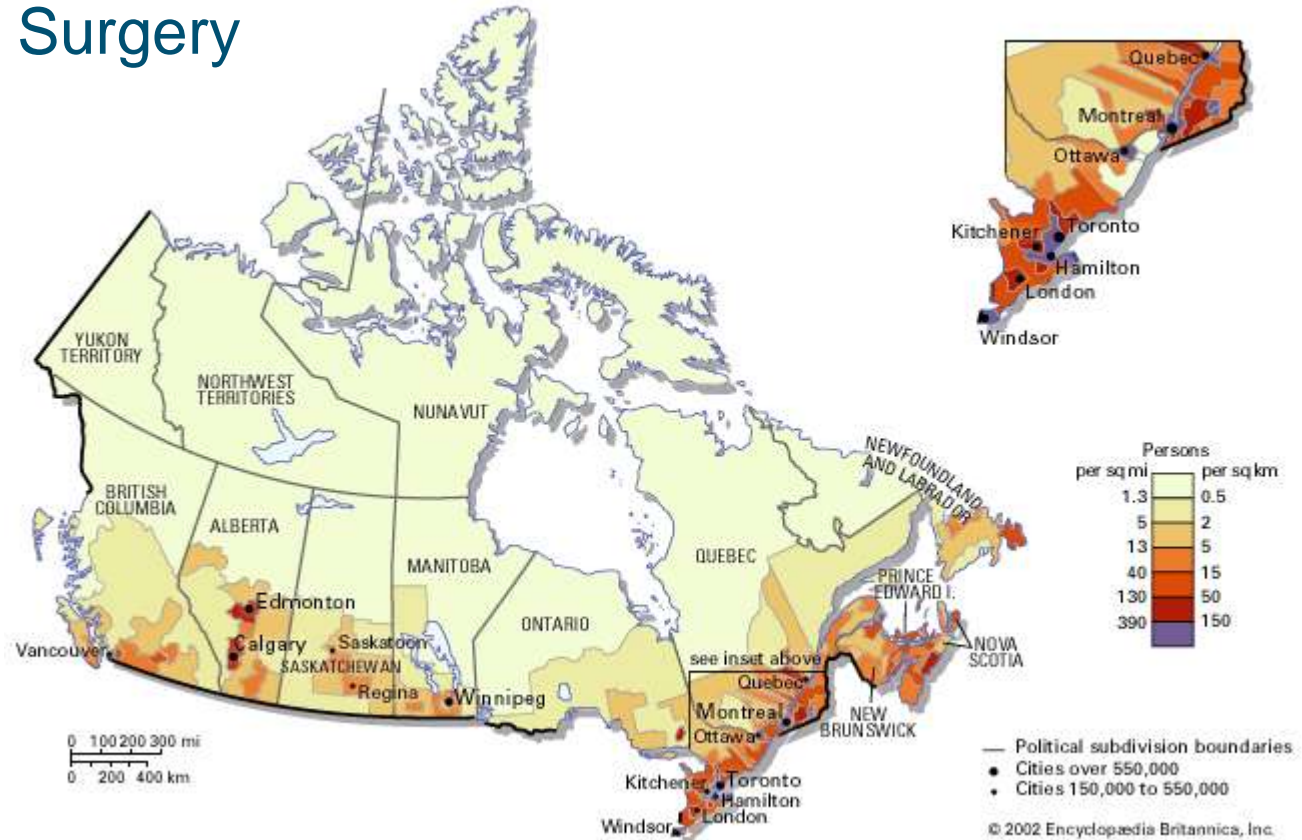 Surgery
Quebec
Montreal
Ottawa
Kitchener
Toronto
Hamilton
London
Windsor
YUKON
TERRITORY
NORTHWEST
TERRITORIES
NUNAVUT
BRITISH
COLUMBIA
ALBERTA
MANITOBA
ONTARIO
QUEBEC
NEWFOUNDLAND
AND LABRADOR
PRINCE
EDWARD I.
NOVA
SCOTIA
NEW
BRUNSWICK
Edmonton
Calgary
Saskatoon
SASKATCHEWAN
Regina
Winnipeg
Vancouver
see inset above
Quebec
Montreal
Ottawa
Kitchener
Toronto
Hamilton
London
Windsor
Persons
per sq mi per sq km
1.3 0.5
5 2
13 5
40 15
130 50
390 150
0 100 200 300 mi
0 200 400 km
Political subdivision boundaries
Cities over 550,000
Cities 150,000 to 550,000
© 2002 Encyclopædia Britannica, Inc.